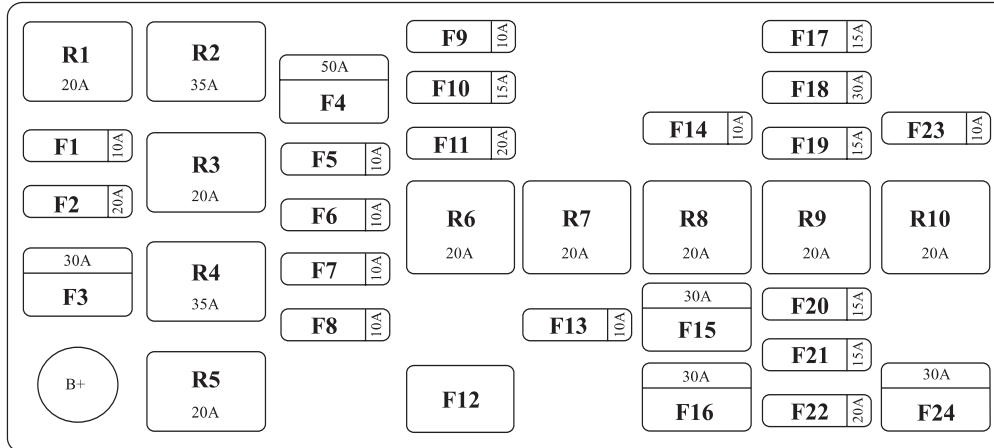 R1
20A
R2
35A
50A
F4
F9 10A
F17 15A
F10 15A
F18 30A
F14 10A
F23 10A
F1 10A
R3
20A
F5 10A
F11 20A
F19 15A
F2 20A
F6 10A
R6
20A
R7
20A
R8
20A
R9
20A
R10
20A
30A
F3
R4
35A
F7 10A
F8 10A
F13 10A
30A
F15
F20 15A
F21 15A
B+
R5
20A
F12
30A
F16
F22 20A
30A
F24